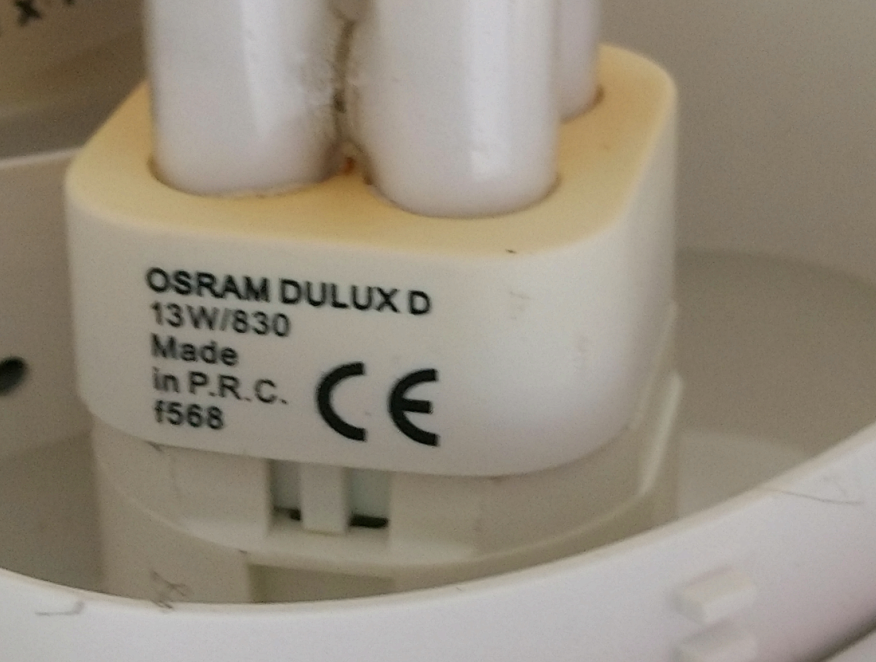 OSRAM DULUX D
13W/830
Made
in P.R.C.
f568
CE